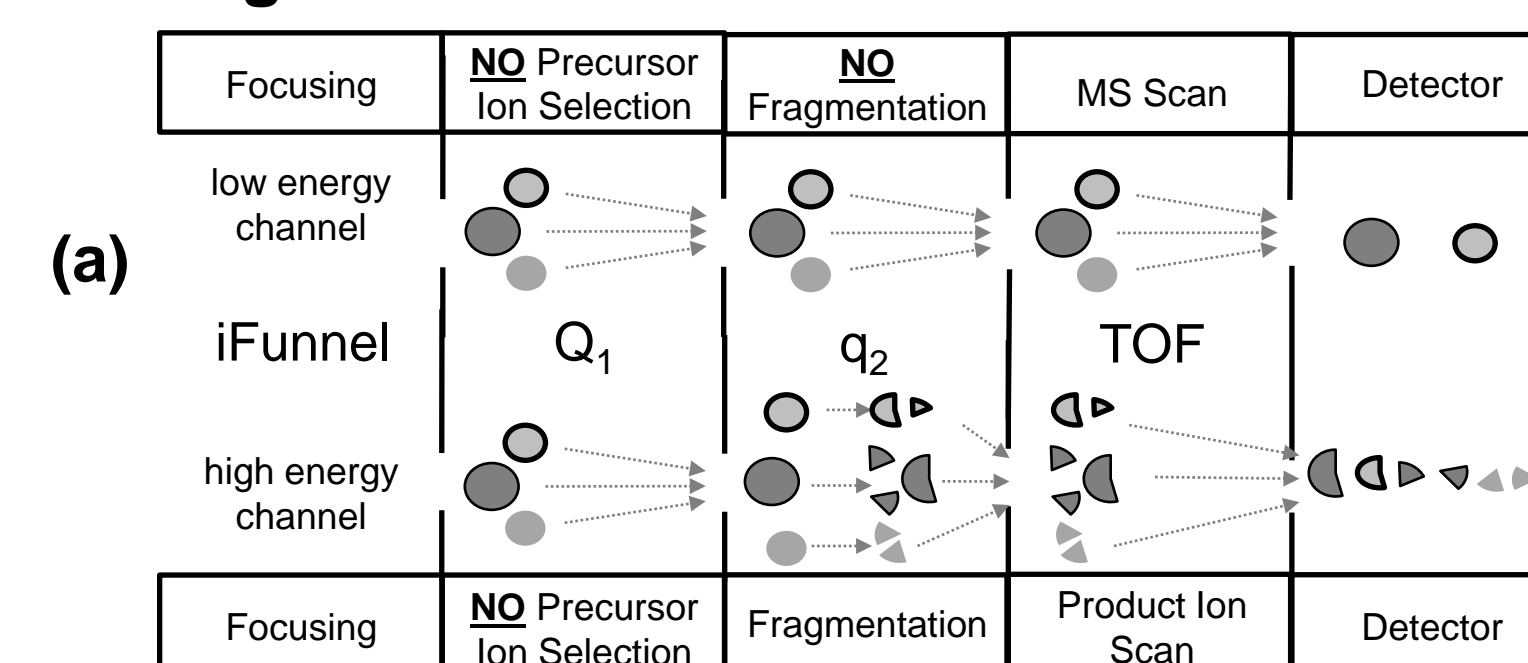 Focusing
NO Precursor
Ion Selection
NO
Fragmentation
MS Scan
Detector
low energy
channel
(a)
iFunnel
Q1
q2
TOF
high energy
channel
Focusing
NO Precursor
Ion Selection
Fragmentation
Product Ion
Scan
Detector